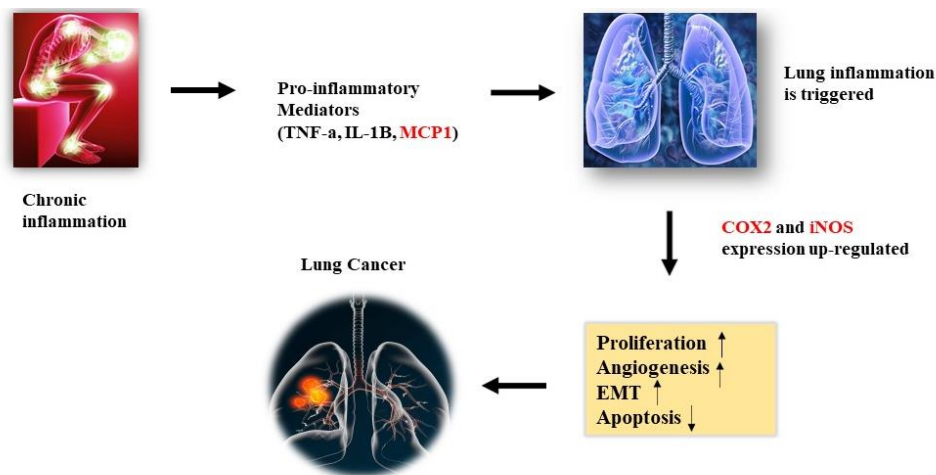 Chronic
inflammation
Pro-inflammatory
Mediators
(TNF-a, IL-1B, MCP1)
Lung inflammation
is triggered
COX2 and iNOS
expression up-regulated
Proliferation ↑
Angiogenesis ↑
EMT ↑
Apoptosis ↓
Lung Cancer